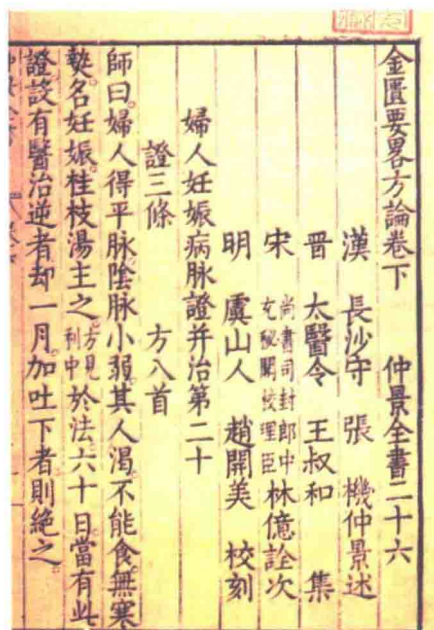 金匱要畧方論卷下　仲景全書二十六
漢　長沙守　張　機仲景述
晋　太醫令　王叔和　集
宋　尚書司封郎中充秘閣校理臣林億詮次
明　虞山人　趙開美　校刻
婦人妊娠病脉證并治第二十
證三條　方八首
師曰婦人得平脉陰脉小弱其人渴不能食無寒
熱名妊娠桂枝湯主之方見利中於法六十日當有此
證設有醫治逆者却一月加吐下者則絶之